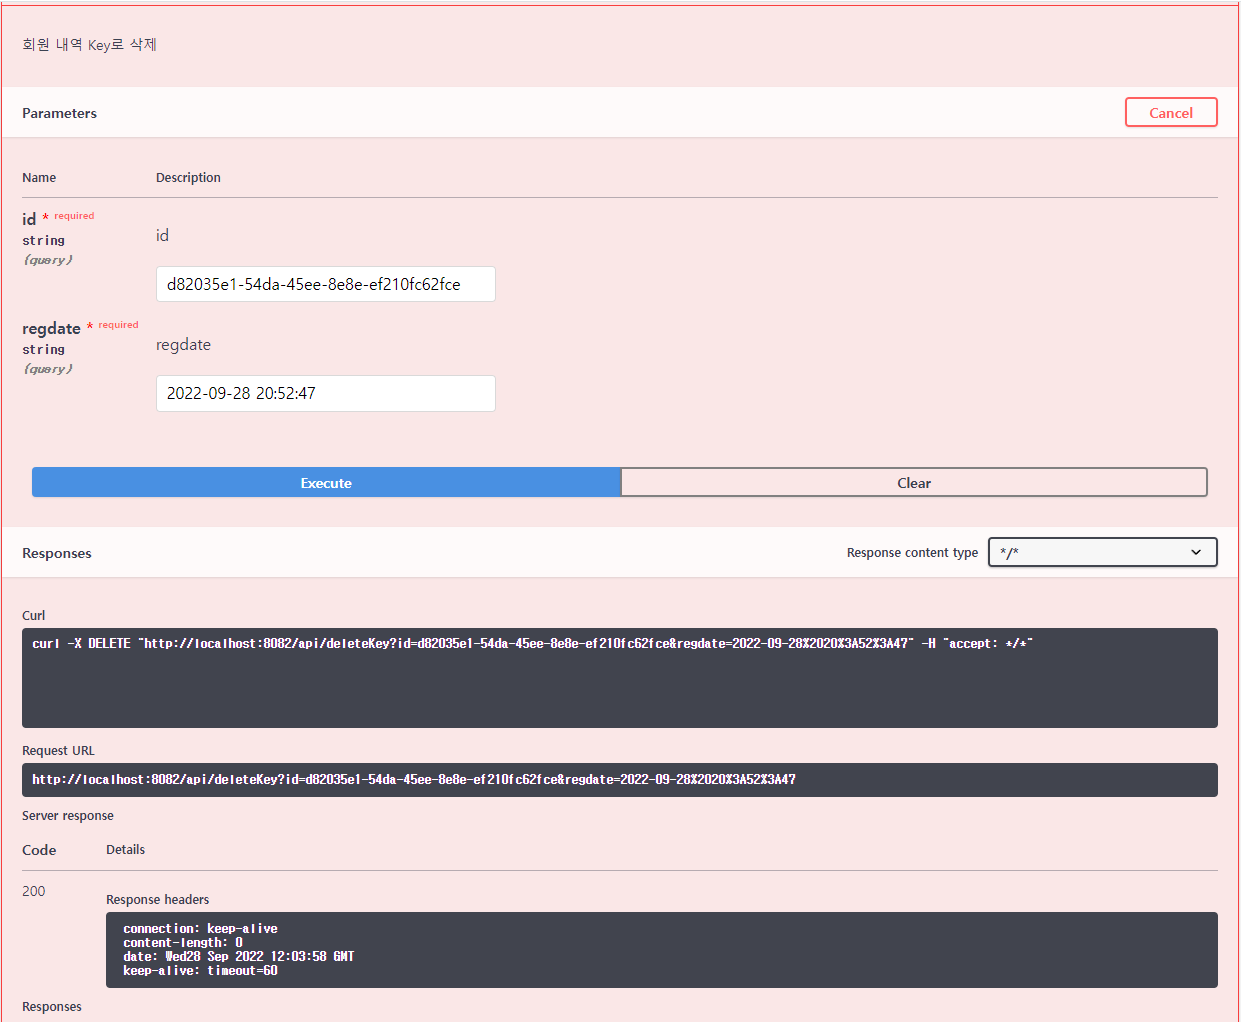 회원 내역 Key로 삭제
Parameters
Cancel
Name Description
id * required
string
(query)
id
d82035e1-54da-45ee-8e8e-ef210fc62fce
regdate * required
string
(query)
regdate
2022-09-28 20:52:47
Execute
Clear
Responses
Response content type */*
Curl
curl -X DELETE "http://localhost:8082/api/deleteKey?id=d82035e1-54da-45ee-8e8e-ef210fc62fce&regdate=2022-09-28%2020%3A52%3A47" -H "accept: */*"
Request URL
http://localhost:8082/api/deleteKey?id=d82035e1-54da-45ee-8e8e-ef210fc62fce&regdate=2022-09-28%2020%3A52%3A47
Server response
Code Details
200
Response headers
connection: keep-alive
content-length: 0
date: Wed28 Sep 2022 12:03:58 GMT
keep-alive: timeout=60
Responses